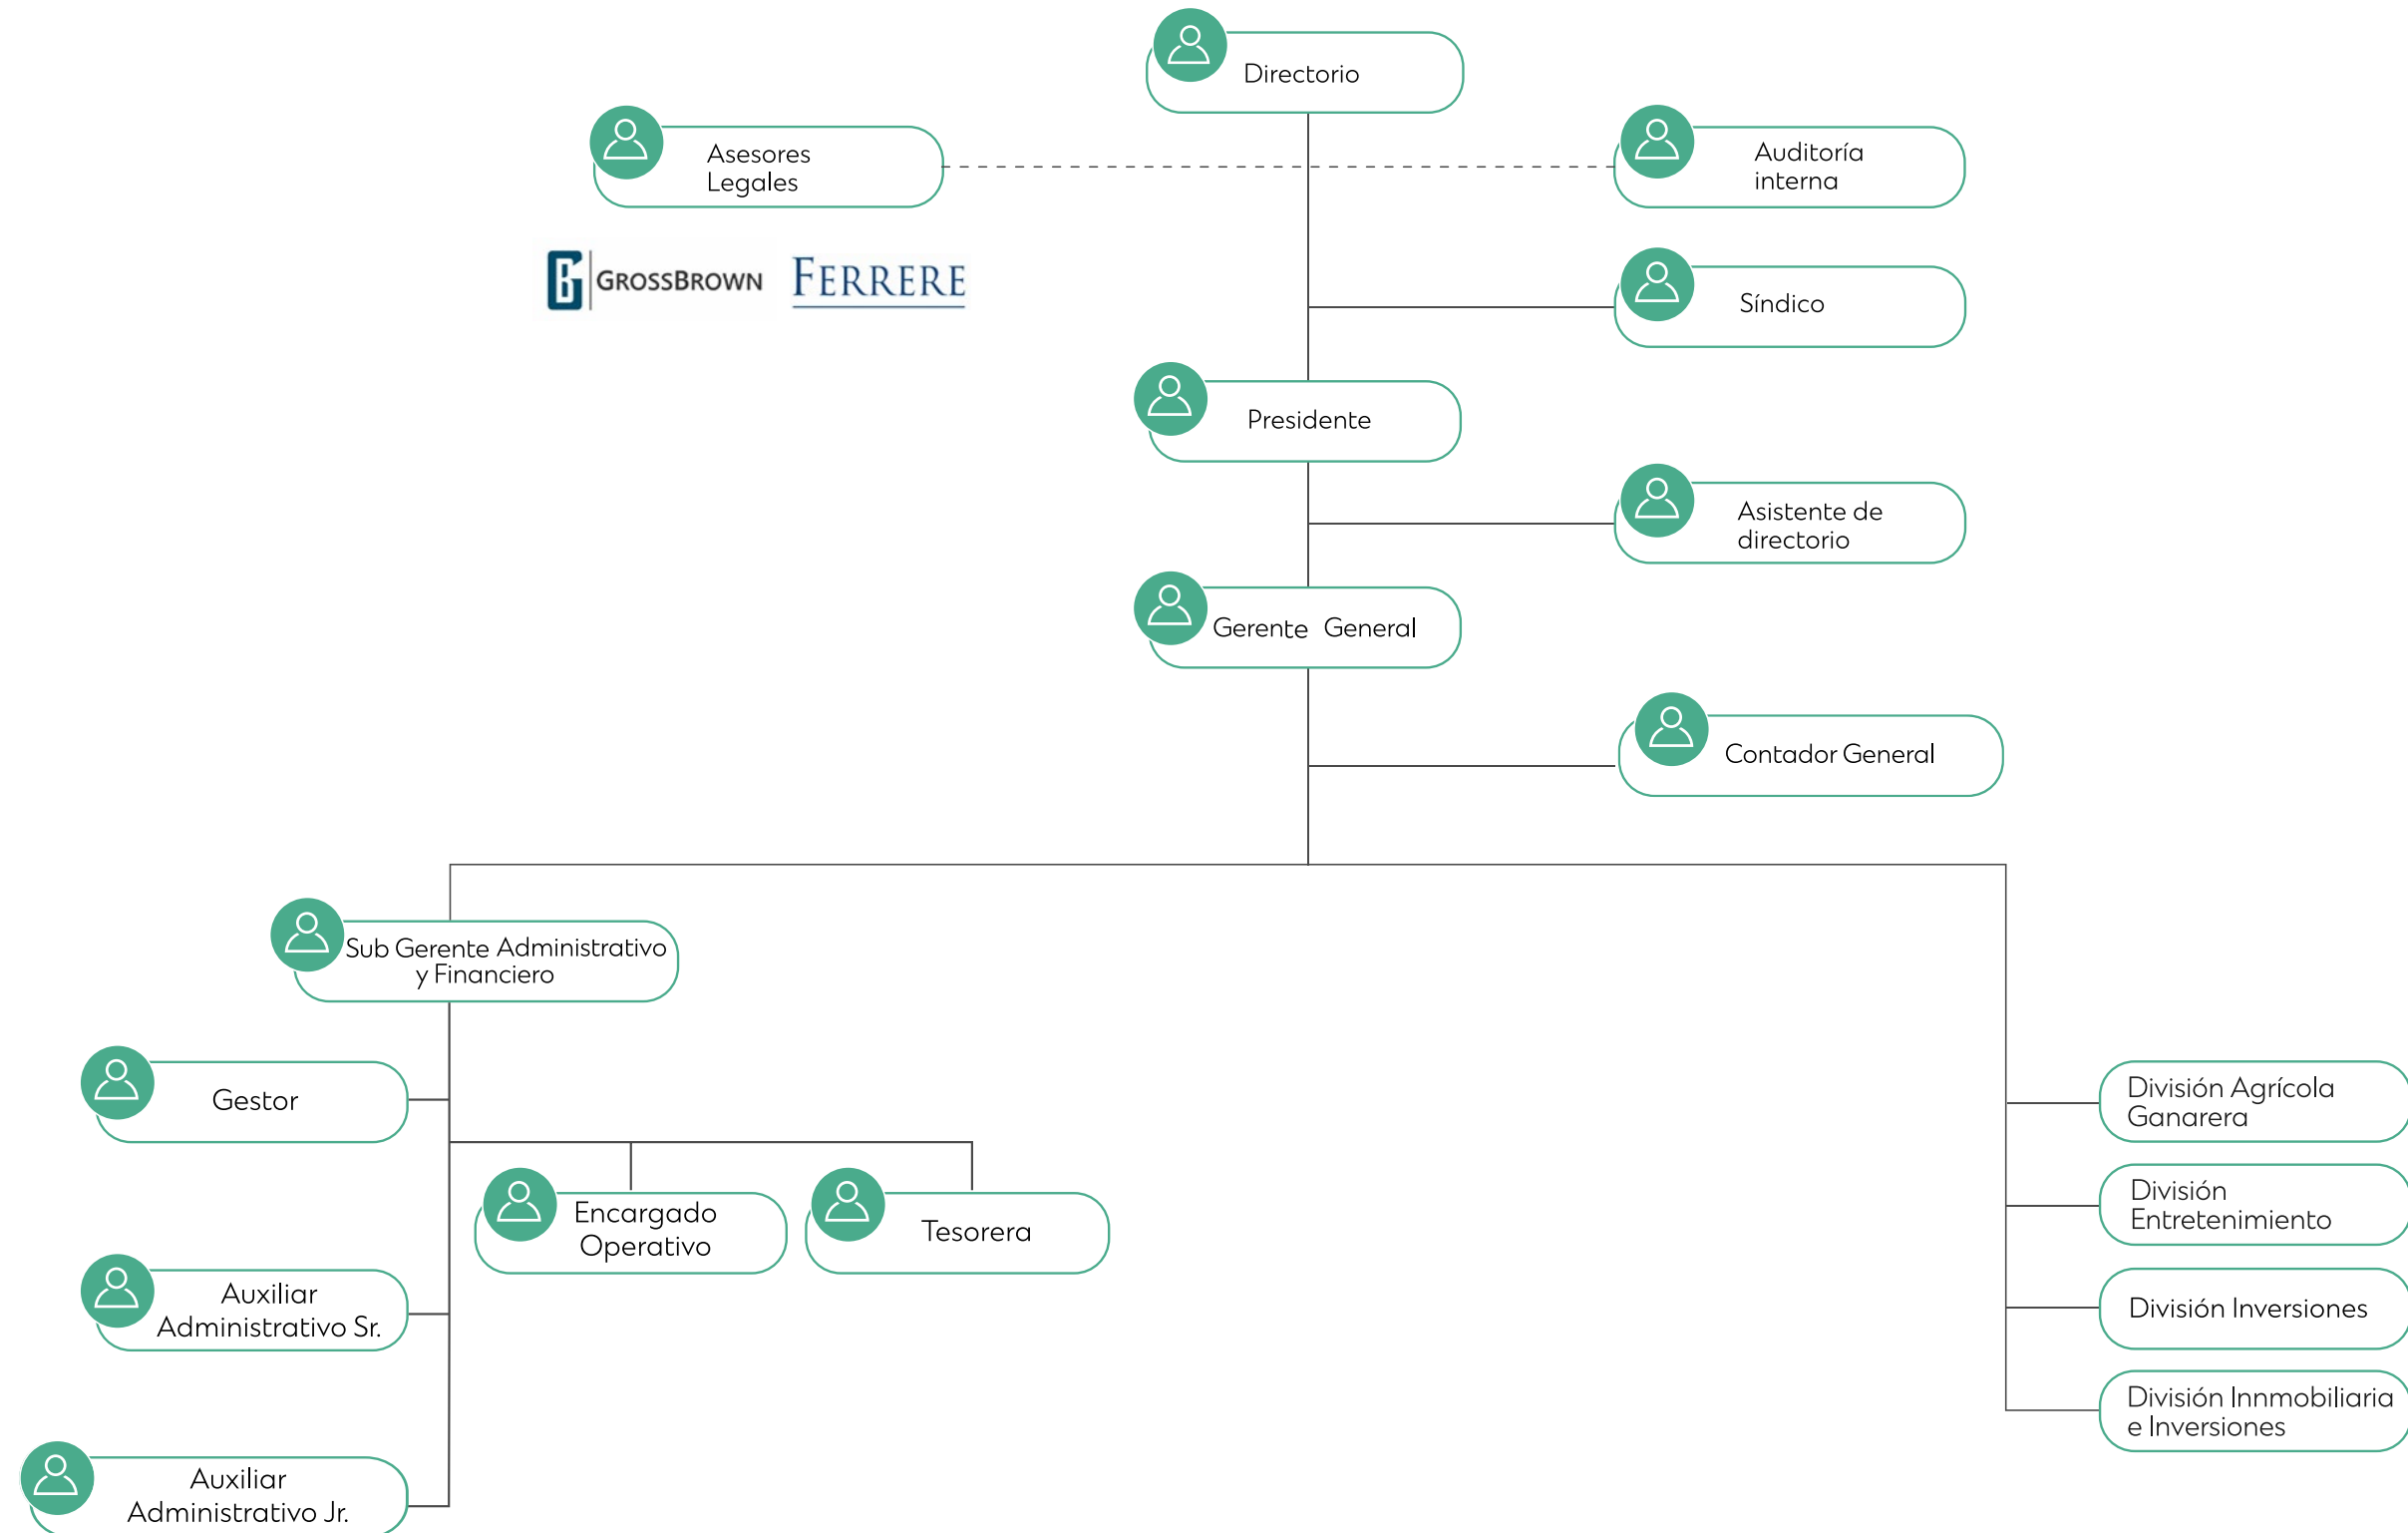 Directorio
Asesores
Legales
Auditoría
interna
GROSSBROWN
FERRERE
Síndico
Presidente
Asistente de
directorio
Gerente General
Contador General
Sub Gerente Administrativo
y Financiero
Gestor
Encargado
Operativo
Tesorera
Auxiliar
Administrativo Sr.
Auxiliar
Administrativo Jr.
División Agrícola
Ganarera
División
Entretenimiento
División Inversiones
División Innmobiliaria
e Inversiones